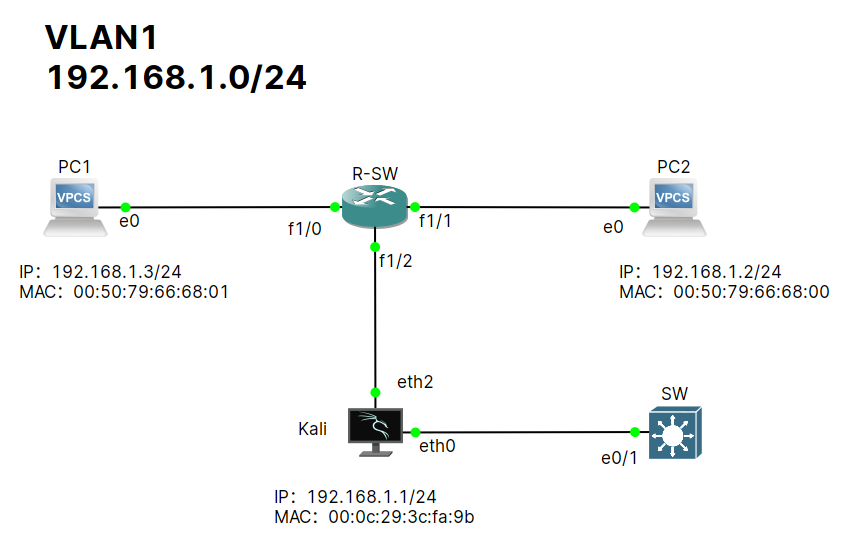 VLAN1
192.168.1.0/24
PC1
R-SW
PC2
VPCS
VPCS
e0
f1/0
f1/1
e0
f1/2
IP：192.168.1.3/24
MAC：00:50:79:66:68:01
IP：192.168.1.2/24
MAC：00:50:79:66:68:00
eth2
SW
Kali
eth0
e0/1
IP：192.168.1.1/24
MAC：00:0c:29:3c:fa:9b